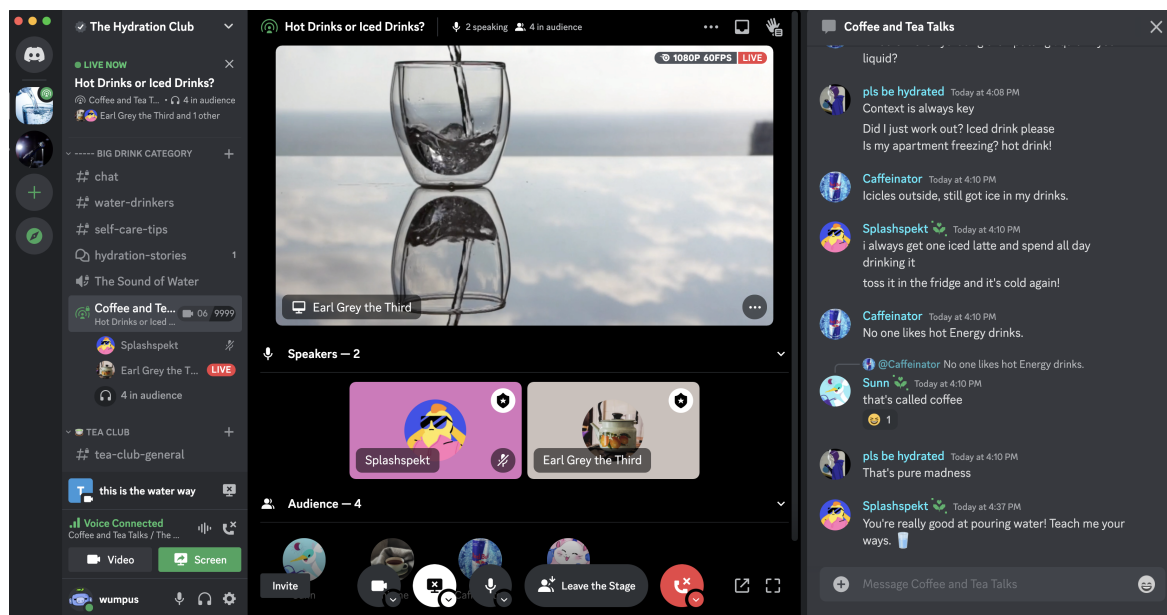 The Hydration Club
LIVE NOW
Hot Drinks or Iced Drinks?
Coffee and Tea T... • 4 in audience
Earl Grey the Third and 1 other
----- BIG DRINK CATEGORY
chat
water-drinkers
self-care-tips
hydration-stories 1
The Sound of Water
Coffee and Te... 06 9999
Hot Drinks or Iced ...
Splashspekt
Earl Grey the T... LIVE
4 in audience
TEA CLUB
tea-club-general
T this is the water way
Voice Connected
Coffee and Tea Talks / The ...
Video Screen
wumpus
Hot Drinks or Iced Drinks? 2 speaking 4 in audience
1080P 60FPS LIVE
Earl Grey the Third
Speakers — 2
Splashspekt
Earl Grey the Third
Audience — 4
Invite
Leave the Stage
Coffee and Tea Talks
liquid?
pls be hydrated Today at 4:08 PM
Context is always key
Did I just work out? Iced drink please
Is my apartment freezing? hot drink!
Caffeinator Today at 4:10 PM
Icicles outside, still got ice in my drinks.
Splashspekt Today at 4:10 PM
i always get one iced latte and spend all day
drinking it
toss it in the fridge and it's cold again!
Caffeinator Today at 4:10 PM
No one likes hot Energy drinks.
@Caffeinator No one likes hot Energy drinks.
Sunn Today at 4:10 PM
that's called coffee
1
pls be hydrated Today at 4:10 PM
That's pure madness
Splashspekt Today at 4:37 PM
You're really good at pouring water! Teach me your
ways.
Message Coffee and Tea Talks